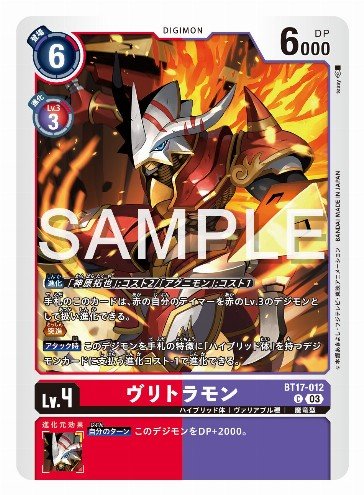 DIGIMON
登場
6
進化
Lv.3
3
6000
DP
SAMPLE
進化 「神原拓也」:コスト2/「アグニモン」:コスト1
手札のこのカードは、赤の自分のテイマーを赤のLv.3のデジモンと
して扱い進化できる。
アタック時 このデジモンを手札の特徴に「ハイブリッド体」を持つデジ
モンカードに支払う進化コスト-1で進化できる。
ヴリトラモン
BT17-012
Lv.4
C 03
ハイブリッド体 | ヴァリアブル種 | 魔竜型
進化元効果
自分のターン このデジモンをDP+2000。